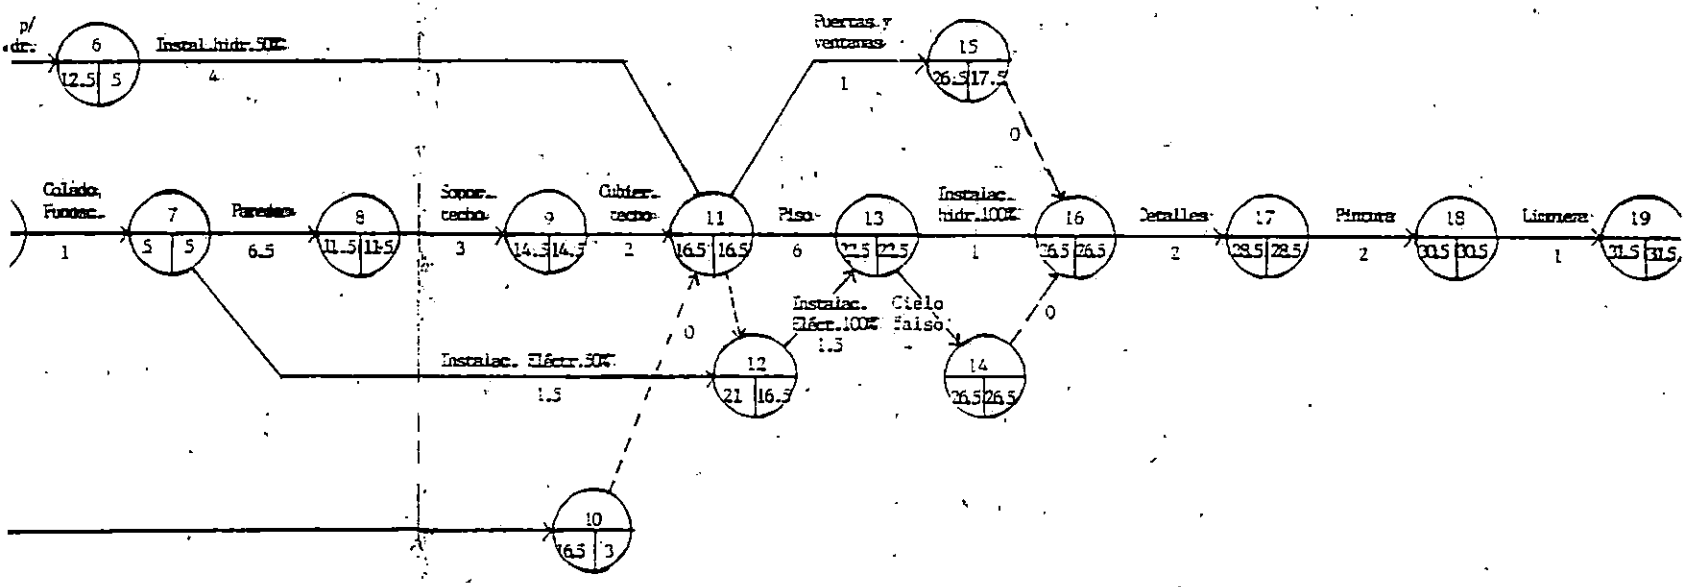 p/
dr.
6
12.5 5
Instal.hidr.50%
4
1
Puertas y
ventanas
1
15
26.5 17.5
0
Colado,
Fundac.
1
7
5 5
Paredes
6.5
8
11.5 11.5
Sopor.
techo
3
9
14.5 14.5
Cubier.
techo
2
11
16.5 16.5
Piso
6
13
22.5 22.5
Instalac.
hidr.100%
1
16
26.5 26.5
Detalles
2
17
28.5 28.5
Pintura
2
18
30.5 30.5
Limpieza
1
19
31.5 31.5
Instalac. Eléctr.50%
1.5
0
12
21 16.5
Instalac.
Eléctr.100%
1.5
Cielo
Falso
14
26.5 26.5
0
10
16.5 3